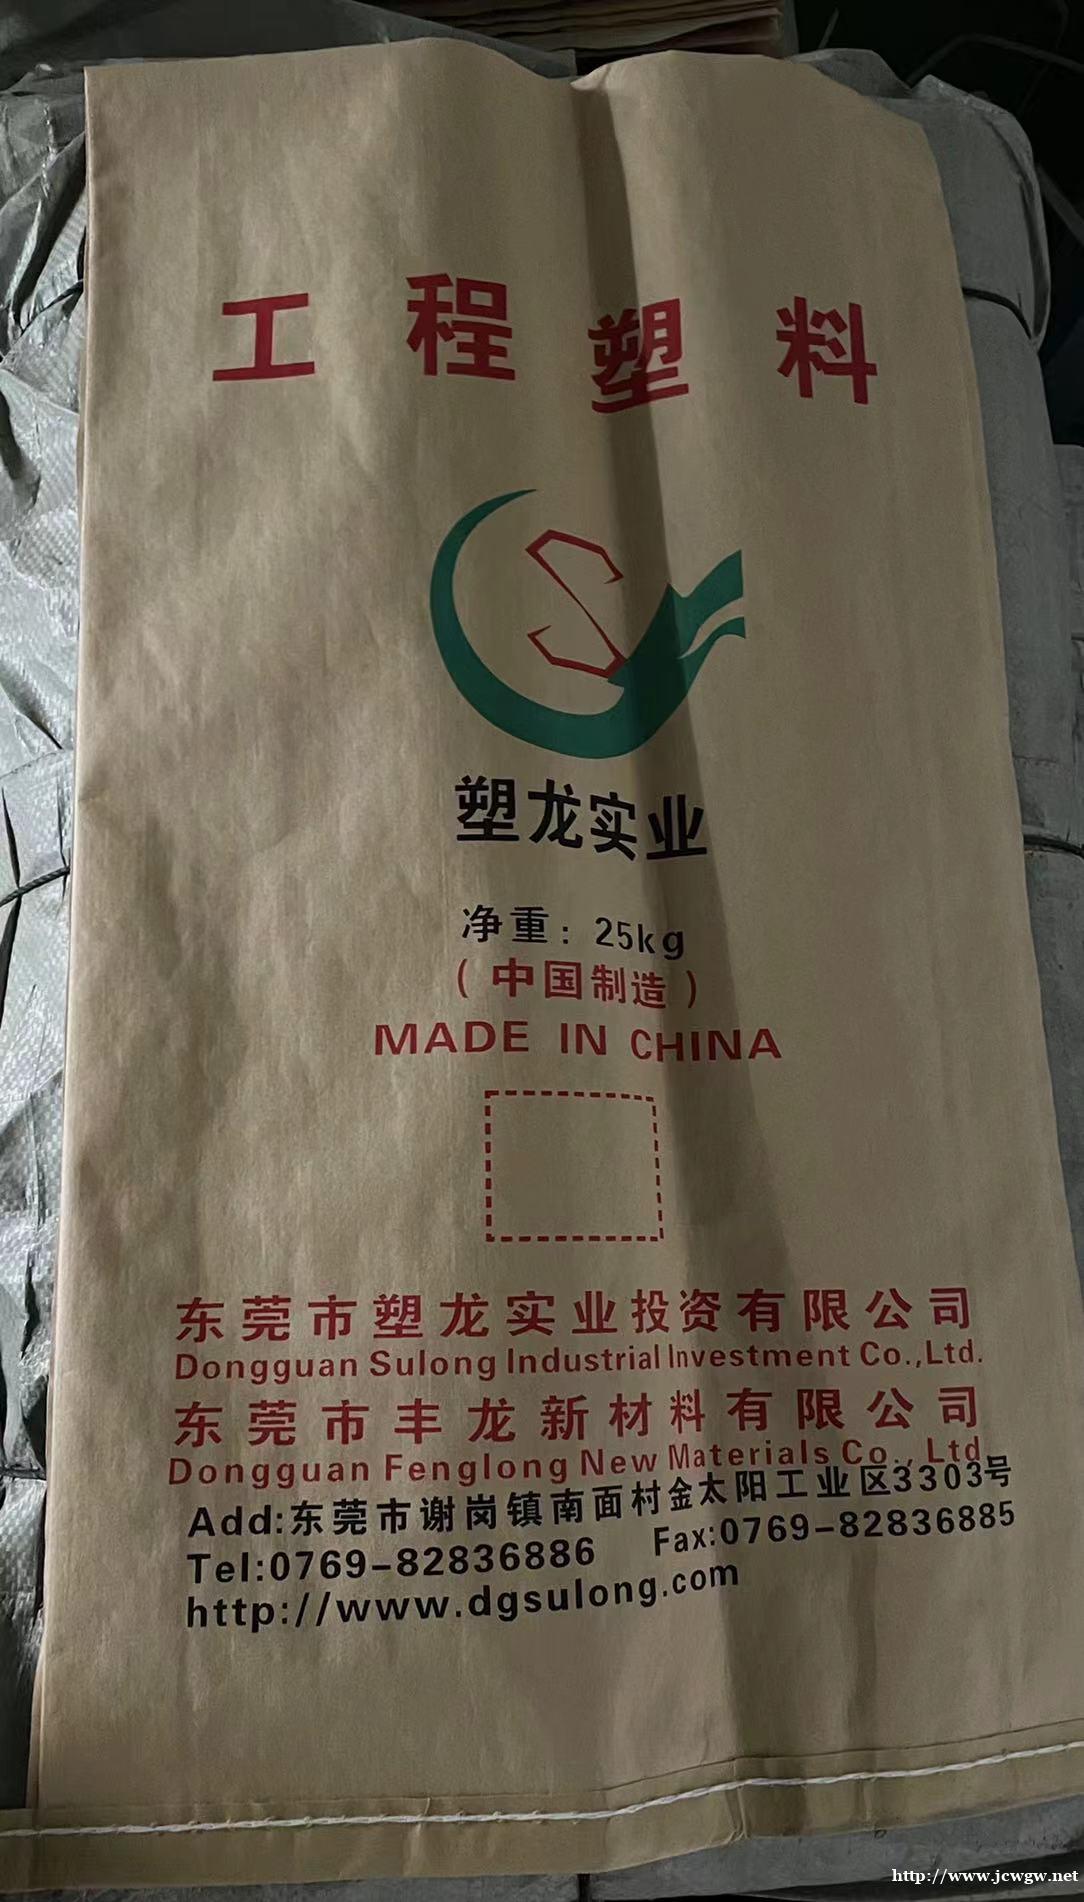 工程塑料
S
塑龙实业
净重：25kg
（中国制造）
MADE IN CHINA
东莞市塑龙实业投资有限公司
Dongguan Sulong Industrial Investment Co.,Ltd.
东莞市丰龙新材料有限公司
Dongguan Fenglong New Materials Co., Ltd.
Add:东莞市谢岗镇南面村金太阳工业区3303号
Tel:0769-82836886 Fax:0769-82836885
http://www.dgsulong.com
http://www.jcwgw.net